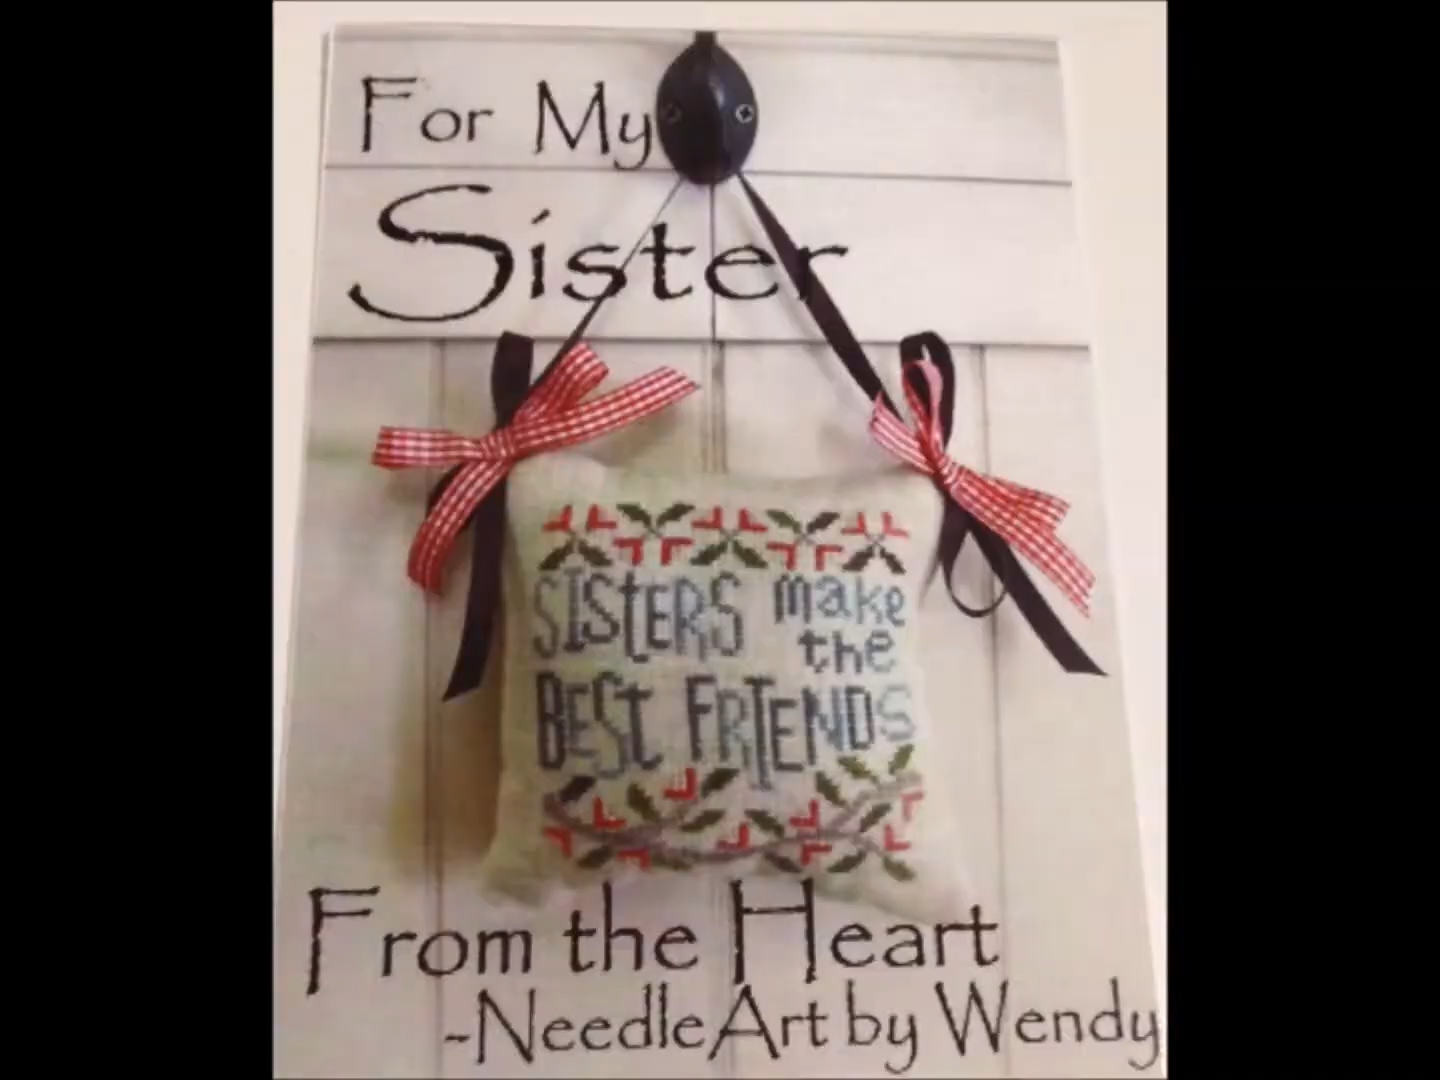 For My
Sister
SISTERS make
the
BEST FRIENDS
From the Heart
-NeedleArt by Wendy